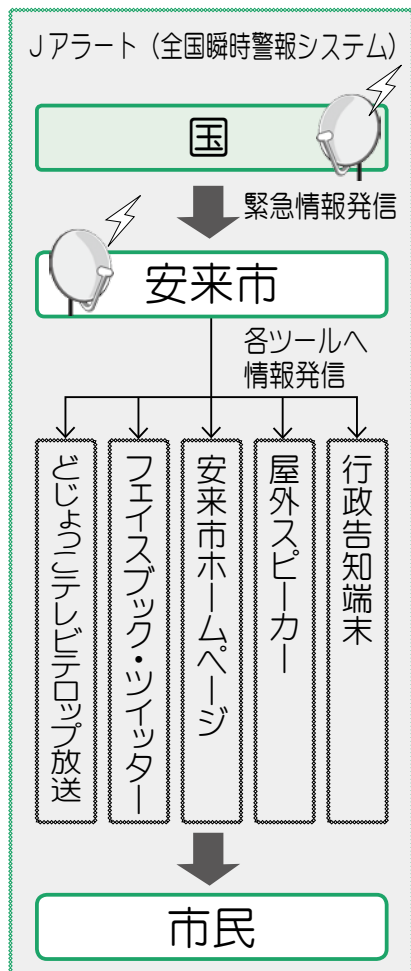 Jアラート（全国瞬時警報システム）
国
緊急情報発信
安来市
各ツールへ
情報発信
行政告知端末
屋外スピーカー
安来市ホームページ
フェイスブック・ツイッター
どじょっこテレビテロップ放送
市民